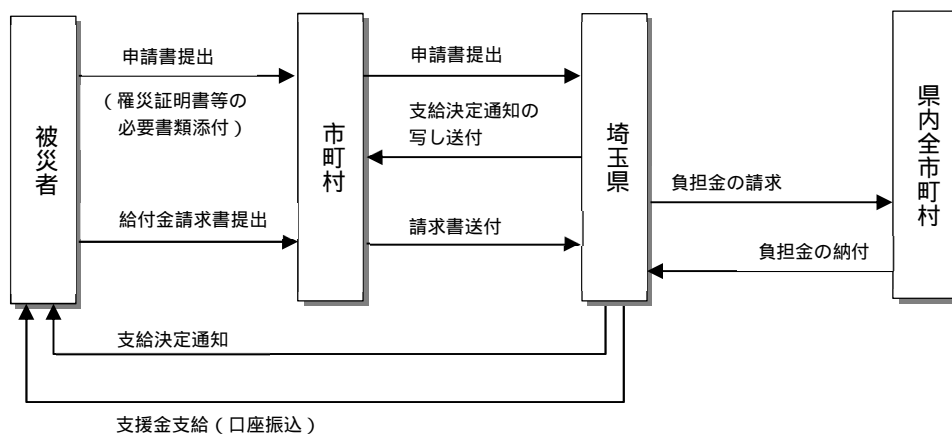 被災者
市町村
埼玉県
県内全市町村
申請書提出
（罹災証明書等の
必要書類添付）
申請書提出
支給決定通知の
写し送付
負担金の請求
給付金請求書提出
請求書送付
負担金の納付
支給決定通知
支援金支給（口座振込）